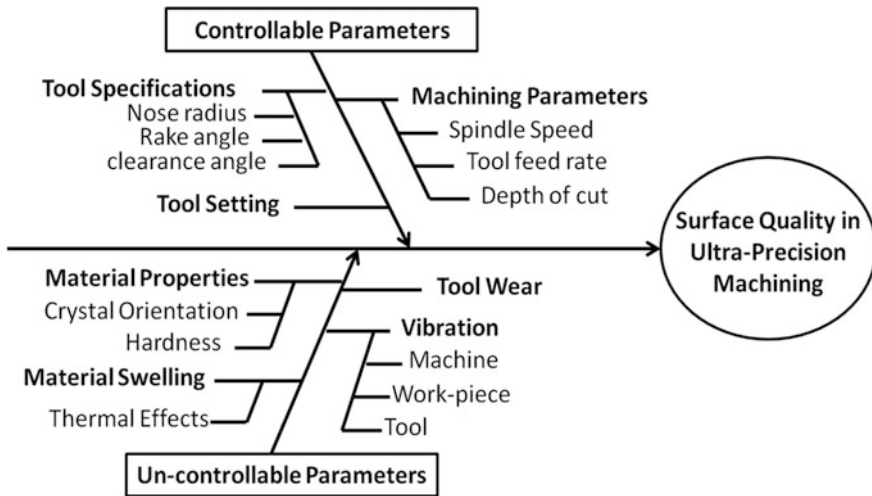 Controllable Parameters
Tool Specifications
Nose radius
Rake angle
clearance angle
Tool Setting
Machining Parameters
Spindle Speed
Tool feed rate
Depth of cut
Surface Quality in
Ultra-Precision
Machining
Material Properties
Crystal Orientation
Hardness
Material Swelling
Thermal Effects
Tool Wear
Vibration
Machine
Work-piece
Tool
Un-controllable Parameters